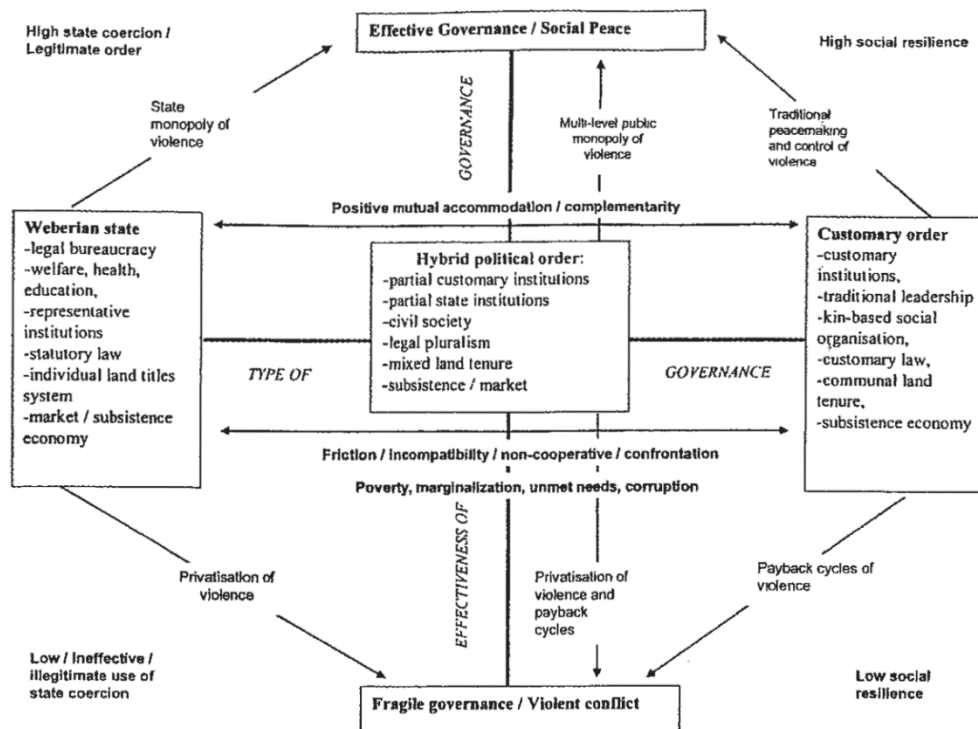 High state coercion /
Legitimate order
Effective Governance / Social Peace
High social resilience
State
monopoly of
violence
GOVERNANCE
Multi-level public
monopoly of
violence
Traditional
peacemaking
and control of
violence
Positive mutual accommodation / complementarity
Weberian state
-legal bureaucracy
-welfare, health,
education,
-representative
institutions
-statutory law
-individual land titles
system
-market / subsistence
economy
Hybrid political order:
-partial customary institutions
-partial state institutions
-civil society
-legal pluralism
-mixed land tenure
-subsistence / market
Customary order
-customary
institutions,
-traditional leadership
-kin-based social
organisation,
-customary law,
-communal land
tenure,
-subsistence economy
TYPE OF
GOVERNANCE
Friction / incompatibility / non-cooperative / confrontation
Poverty, marginalization, unmet needs, corruption
EFFECTIVENESS OF
Privatisation of
violence
Privatisation of
violence and
payback
cycles
Payback cycles of
violence
Low / Ineffective /
illegitimate use of
state coercion
Low social
resilience
Fragile governance / Violent conflict